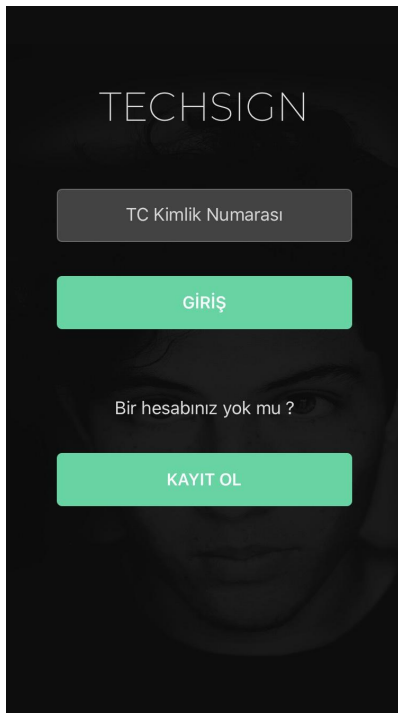 TECHSIGN
TC Kimlik Numarası
GİRİŞ
Bir hesabınız yok mu ?
KAYIT OL